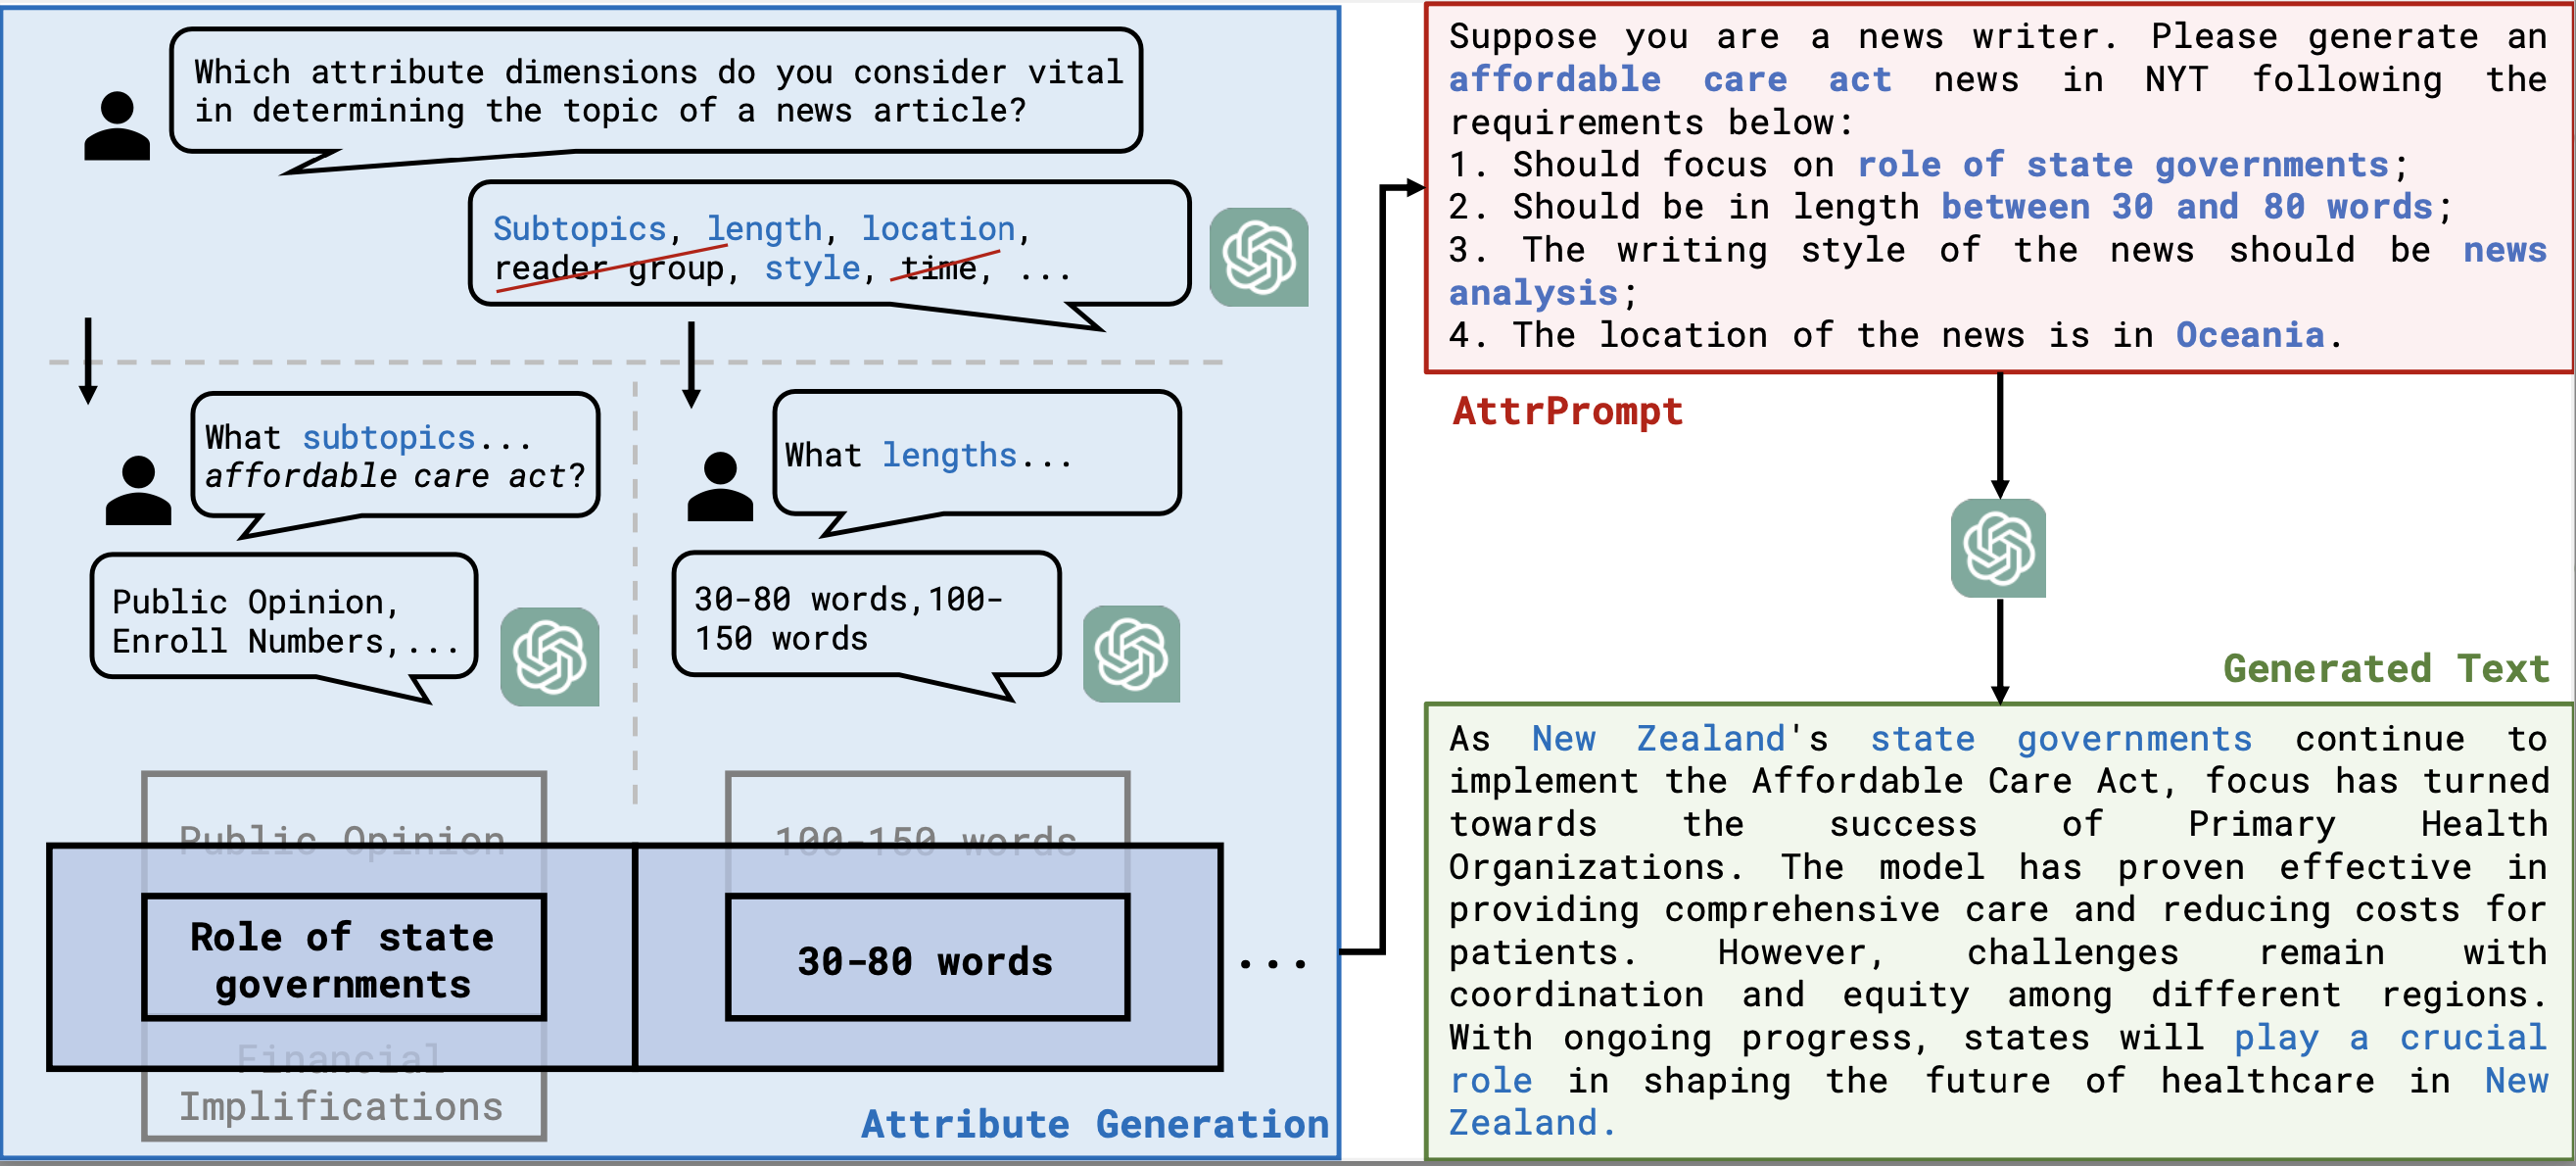 Which attribute dimensions do you consider vital
in determining the topic of a news article?
Subtopics, length, location,
reader group, style, time, ...
What subtopics...
affordable care act?
What lengths...
Public Opinion,
Enroll Numbers,...
30-80 words,100-
150 words
Public Opinion
100-150 words
Role of state
governments
30-80 words
...
Financial
Implifications
Attribute Generation
Suppose you are a news writer. Please generate an
affordable care act news in NYT following the
requirements below:
1. Should focus on role of state governments;
2. Should be in length between 30 and 80 words;
3. The writing style of the news should be news
analysis;
4. The location of the news is in Oceania.
AttrPrompt
Generated Text
As New Zealand's state governments continue to
implement the Affordable Care Act, focus has turned
towards the success of Primary Health
Organizations. The model has proven effective in
providing comprehensive care and reducing costs for
patients. However, challenges remain with
coordination and equity among different regions.
With ongoing progress, states will play a crucial
role in shaping the future of healthcare in New
Zealand.